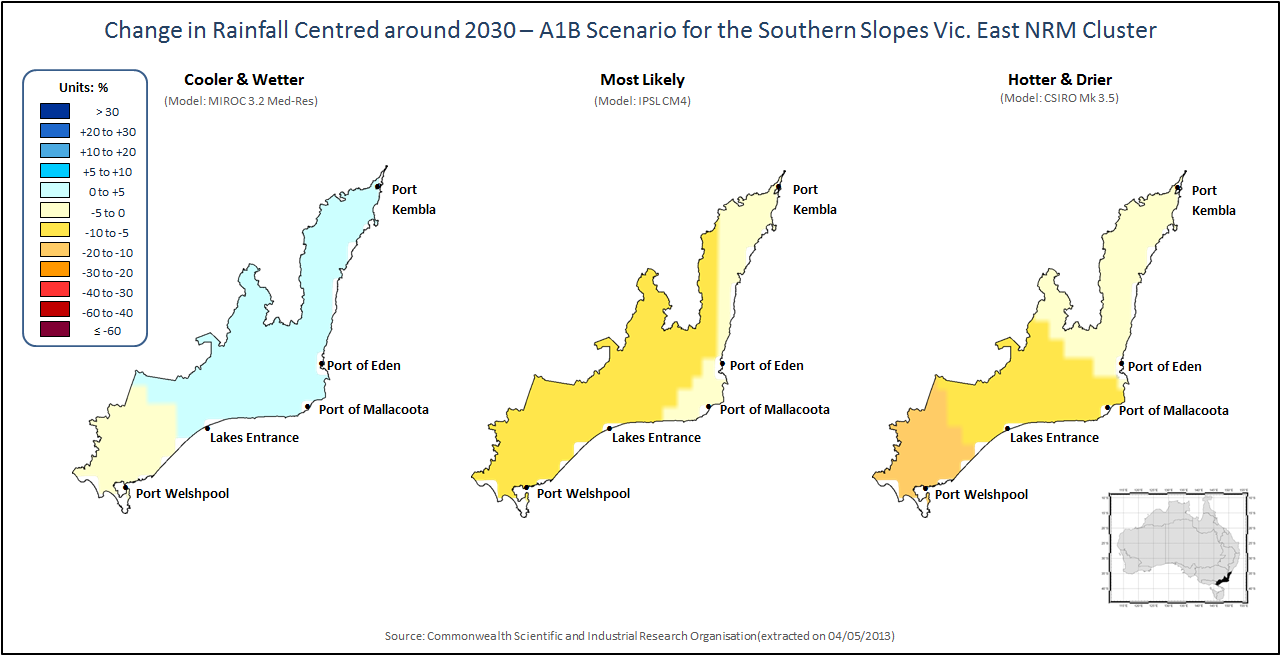 Change in Rainfall Centred around 2030 – A1B Scenario for the Southern Slopes Vic. East NRM Cluster
Units: %
> 30
+20 to +30
+10 to +20
+5 to +10
0 to +5
-5 to 0
-10 to -5
-20 to -10
-30 to -20
-40 to -30
-60 to -40
≤ -60
Cooler & Wetter
(Model: MIROC 3.2 Med-Res)
Port
Kembla
Port of Eden
Port of Mallacoota
Lakes Entrance
Port Welshpool
Most Likely
(Model: IPSL CM4)
Port
Kembla
Port of Eden
Port of Mallacoota
Lakes Entrance
Port Welshpool
Hotter & Drier
(Model: CSIRO Mk 3.5)
Port
Kembla
Port of Eden
Port of Mallacoota
Lakes Entrance
Port Welshpool
Source: Commonwealth Scientific and Industrial Research Organisation(extracted on 04/05/2013)